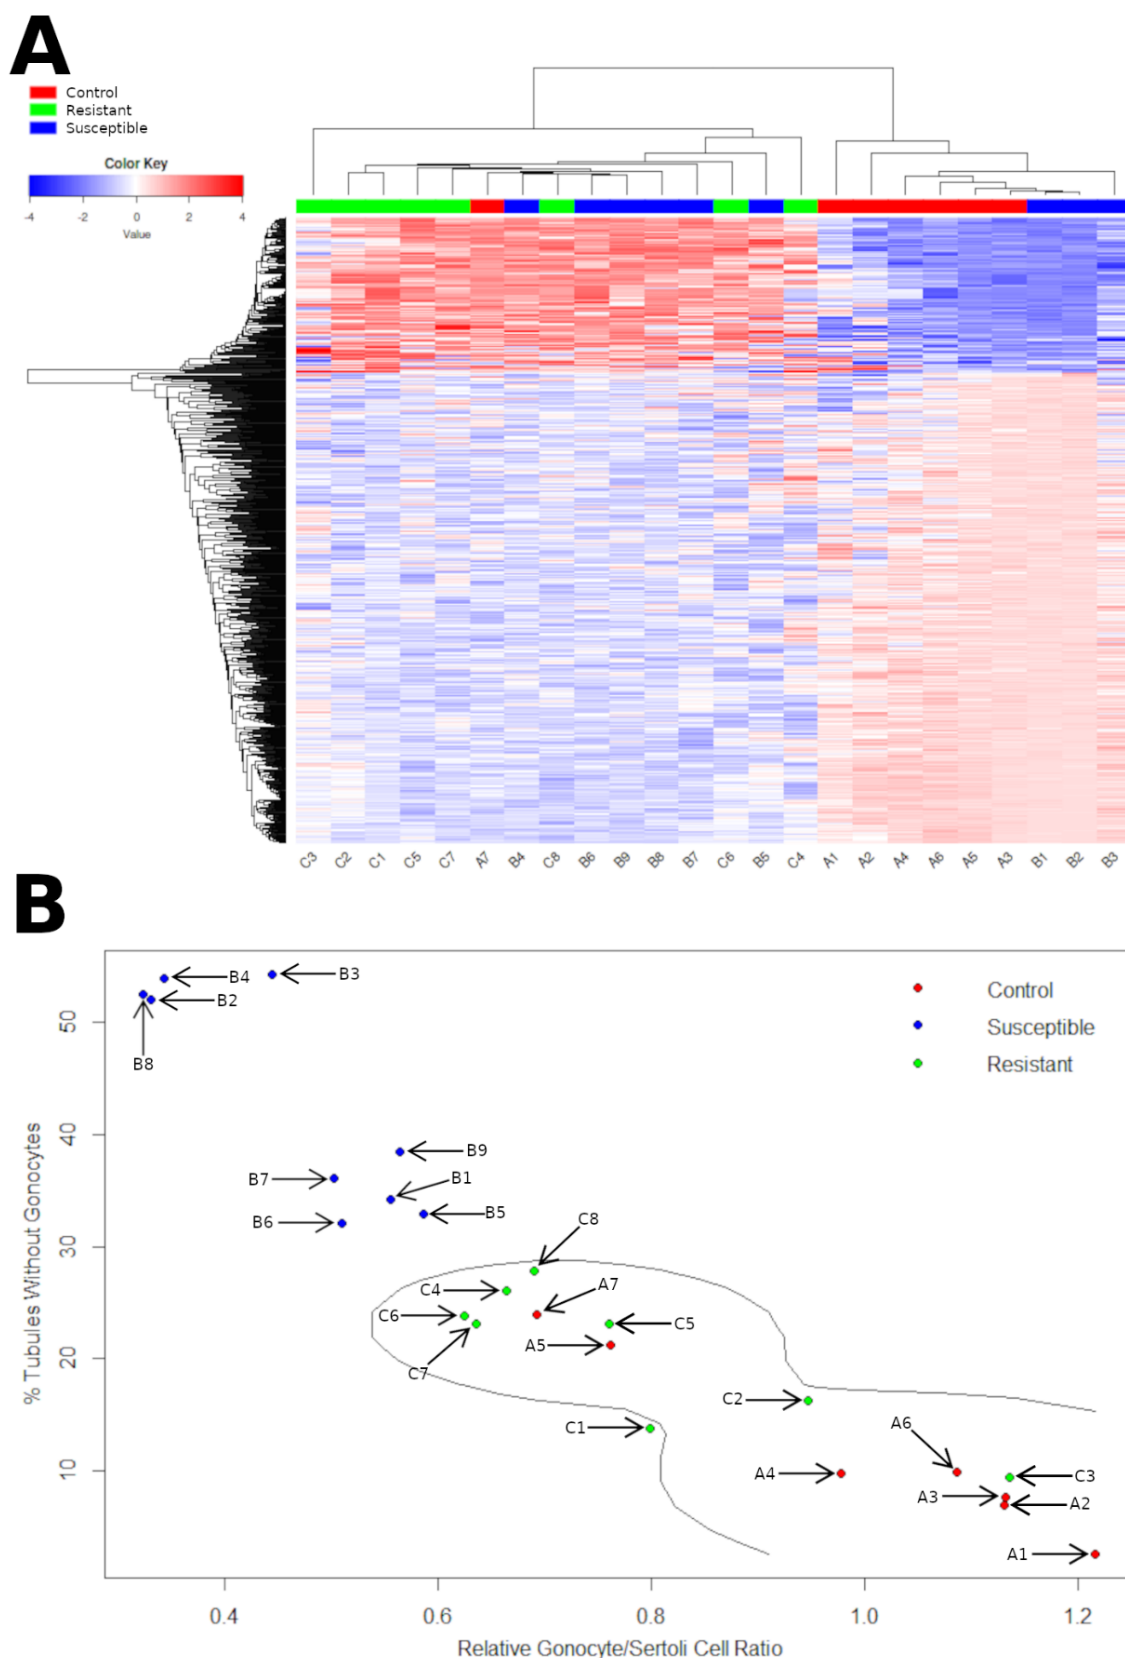 A
Control
Resistant
Susceptible
Color Key
-4 -2 0 2 4
Value
C3 C2 C1 C5 C7 A7 B4 C8 B6 B9 B8 B7 C6 B5 C4 A1 A2 A4 A6 A5 A3 B1 B2 B3
B
B4 B3
B2
B8
B9
B7 B1
B6 B5
C8
C4 A7
C6 C5
A5
C7
C2
C1 A6
A4 C3
A3 A2
A1
Control
Susceptible
Resistant
50
40
30
20
10
% Tubules Without Gonocytes
0.4 0.6 0.8 1.0 1.2
Relative Gonocyte/Sertoli Cell Ratio